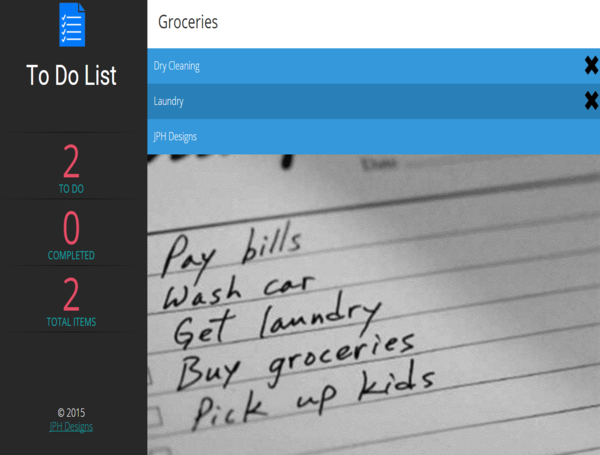 To Do List
2
TO DO
0
COMPLETED
2
TOTAL ITEMS
© 2015
JPH Designs
Groceries
Dry Cleaning
Laundry
JPH Designs
Pay bills
Wash car
Get laundry
Buy groceries
Pick up kids